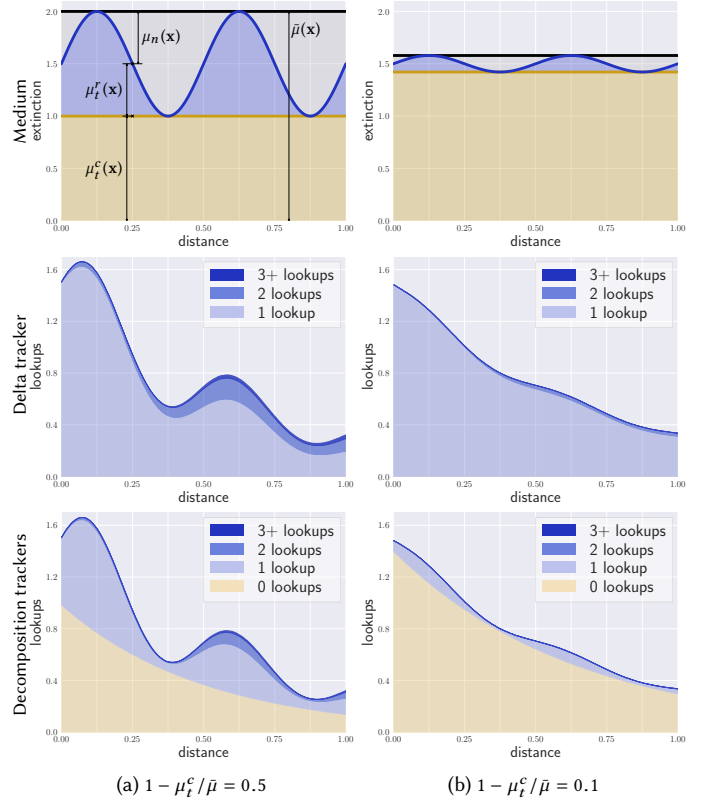 2.0
1.5
1.0
0.5
0.0
Medium
extinction
μₙ(x)
μ̄(x)
μₜʳ(x)
μₜᶜ(x)
0.00 0.25 0.50 0.75 1.00
distance
2.0
1.5
1.0
0.5
0.0
extinction
0.00 0.25 0.50 0.75 1.00
distance
1.6
1.2
0.8
0.4
0.0
Delta tracker
lookups
3+ lookups
2 lookups
1 lookup
0.00 0.25 0.50 0.75 1.00
distance
1.6
1.2
0.8
0.4
0.0
lookups
3+ lookups
2 lookups
1 lookup
0.00 0.25 0.50 0.75 1.00
distance
1.6
1.2
0.8
0.4
0.0
Decomposition trackers
lookups
3+ lookups
2 lookups
1 lookup
0 lookups
0.00 0.25 0.50 0.75 1.00
distance
1.6
1.2
0.8
0.4
0.0
lookups
3+ lookups
2 lookups
1 lookup
0 lookups
0.00 0.25 0.50 0.75 1.00
distance
(a) 1 − μₜᶜ/μ̄ = 0.5
(b) 1 − μₜᶜ/μ̄ = 0.1